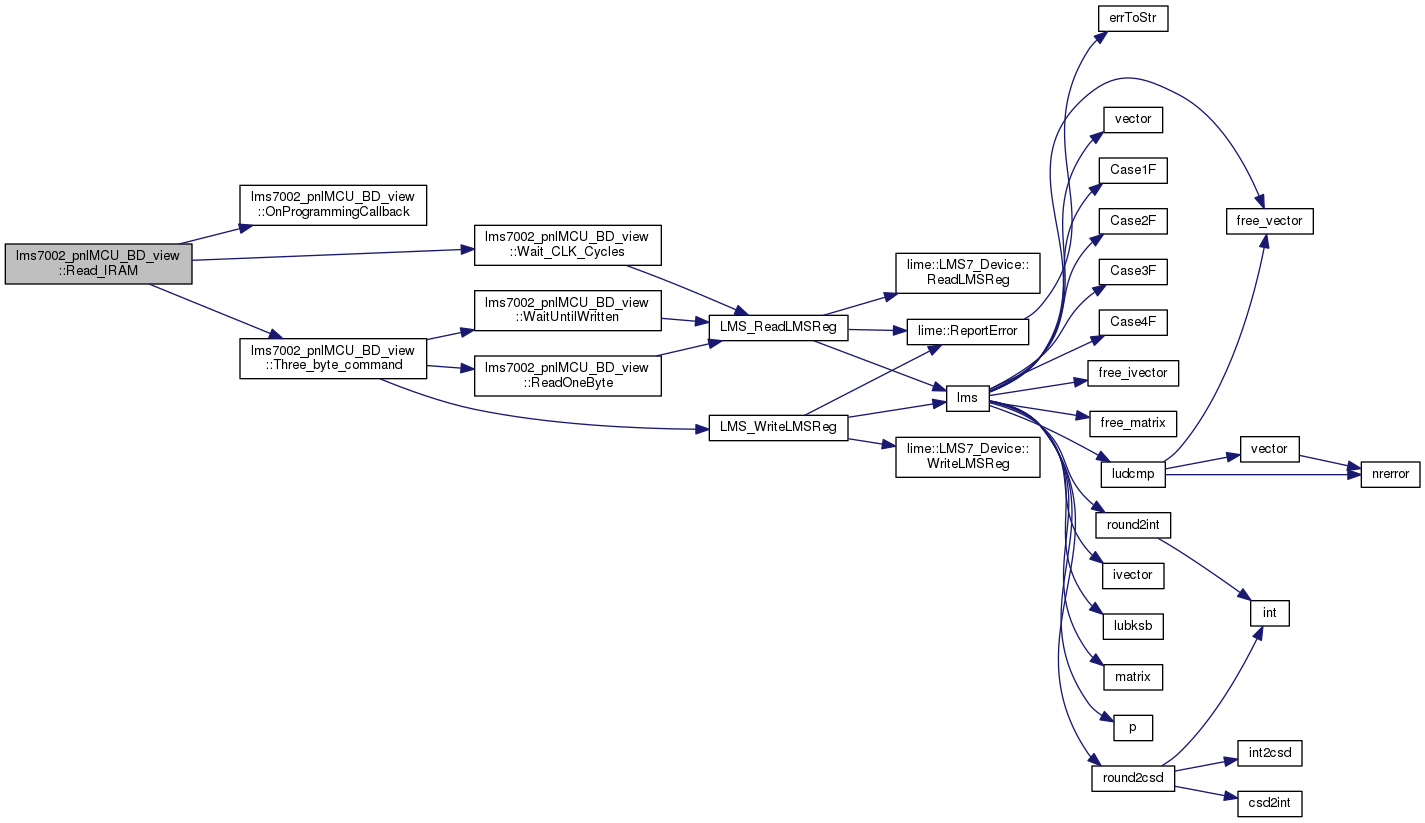 lms7002_pnlMCU_BD_view
::Read_IRAM
lms7002_pnlMCU_BD_view
::OnProgrammingCallback
lms7002_pnlMCU_BD_view
::Three_byte_command
lms7002_pnlMCU_BD_view
::Wait_CLK_Cycles
lms7002_pnlMCU_BD_view
::WaitUntilWritten
lms7002_pnlMCU_BD_view
::ReadOneByte
LMS_ReadLMSReg
LMS_WriteLMSReg
lime::LMS7_Device::
ReadLMSReg
lime::ReportError
lms
lime::LMS7_Device::
WriteLMSReg
errToStr
vector
Case1F
Case2F
Case3F
Case4F
free_ivector
free_matrix
ludcmp
round2int
ivector
lubksb
matrix
p
round2csd
free_vector
vector
nrerror
int
int2csd
csd2int